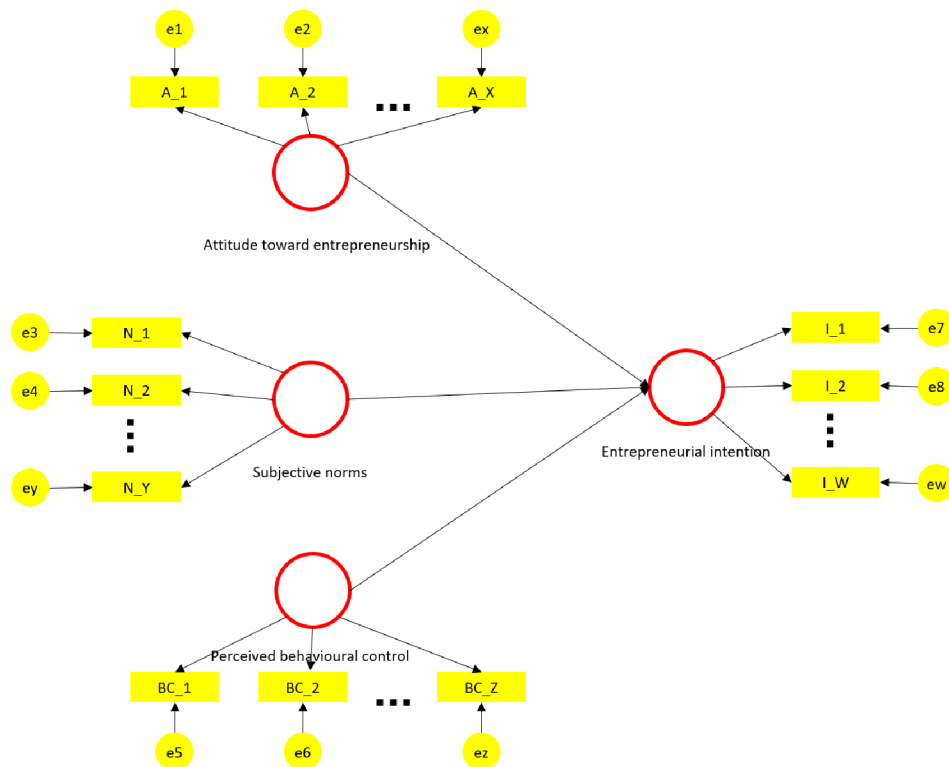 e1
e2
ex
A_1
A_2
...
A_X
Attitude toward entrepreneurship
e3
N_1
e4
N_2
...
ey
N_Y
Subjective norms
Entrepreneurial intention
I_1
e7
I_2
e8
...
I_W
ew
Perceived behavioural control
BC_1
BC_2
...
BC_Z
e5
e6
ez